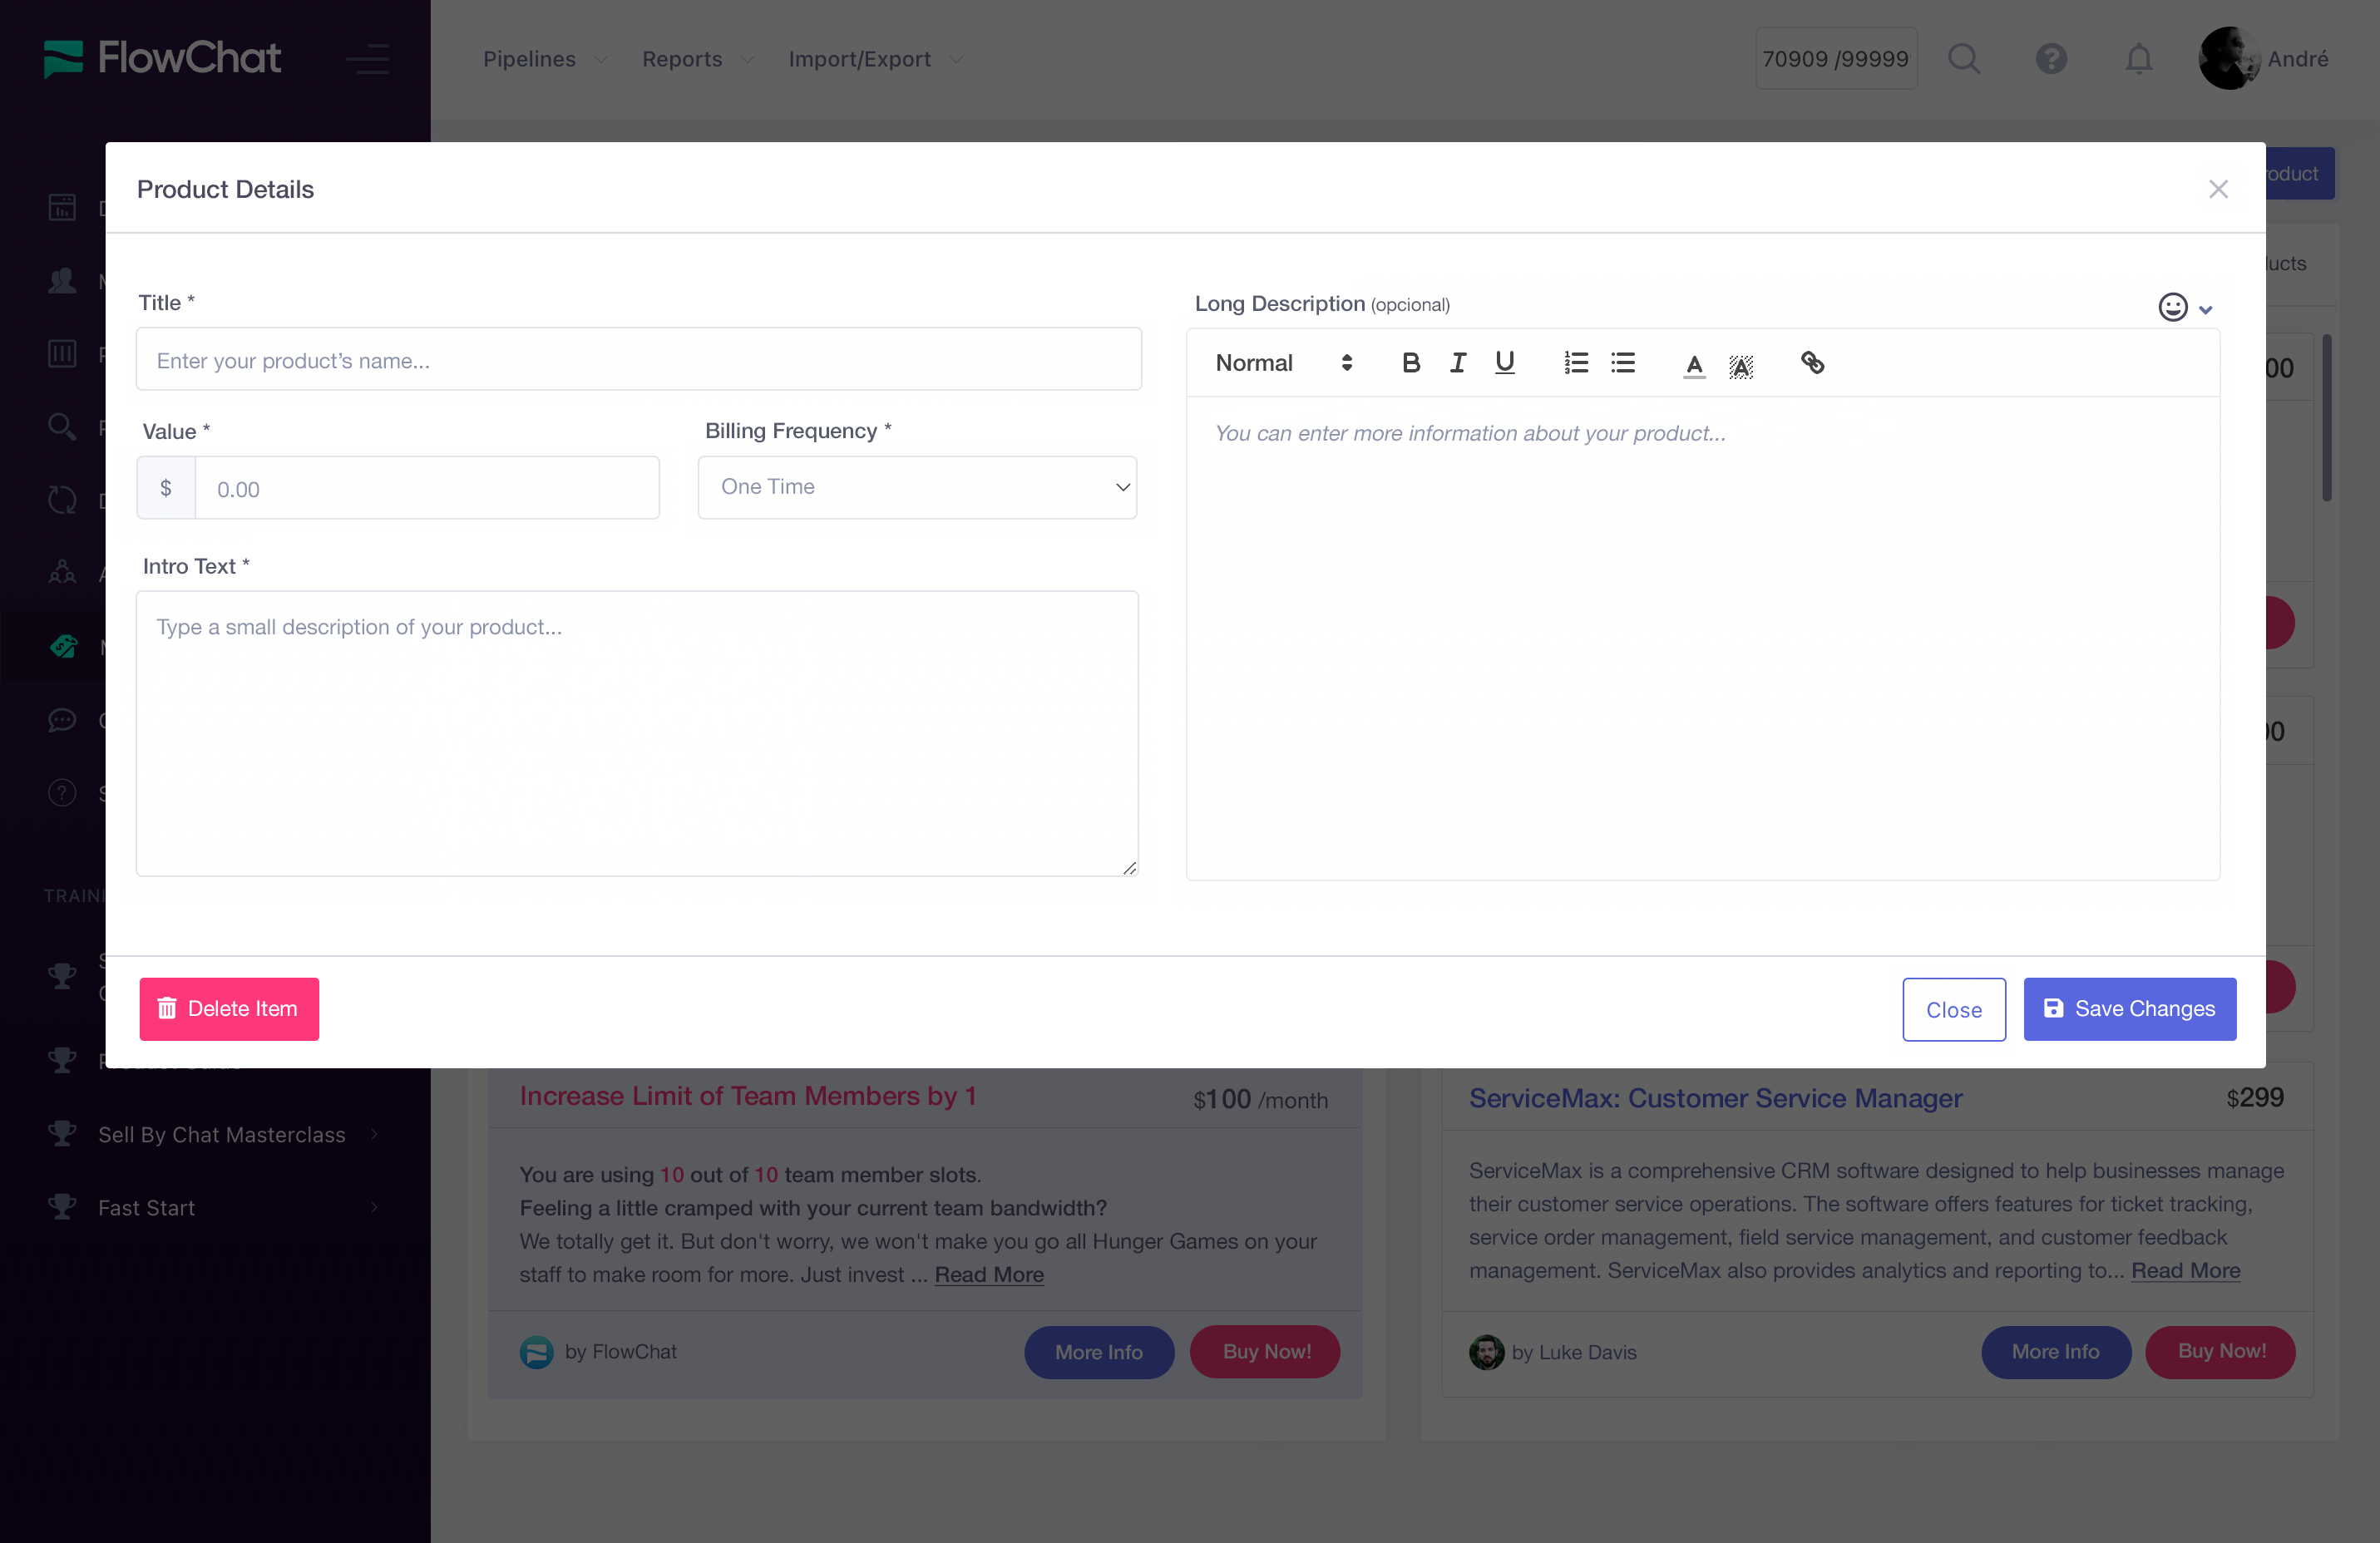 FlowChat
Pipelines Reports Import/Export 70909 /99999 André
Product Details
Title *
Enter your product's name...
Value *
Billing Frequency *
$ 0.00
One Time
Intro Text *
Type a small description of your product...
Long Description (opcional)
Normal B I U A A
You can enter more information about your product...
Delete Item
Close
Save Changes
Sell By Chat Masterclass
Fast Start
Increase Limit of Team Members by 1
$100 /month
You are using 10 out of 10 team member slots.
Feeling a little cramped with your current team bandwidth?
We totally get it. But don't worry, we won't make you go all Hunger Games on your
staff to make room for more. Just invest ... Read More
by FlowChat
More Info
Buy Now!
ServiceMax: Customer Service Manager
$299
ServiceMax is a comprehensive CRM software designed to help businesses manage
their customer service operations. The software offers features for ticket tracking,
service order management, field service management, and customer feedback
management. ServiceMax also provides analytics and reporting to... Read More
by Luke Davis
More Info
Buy Now!